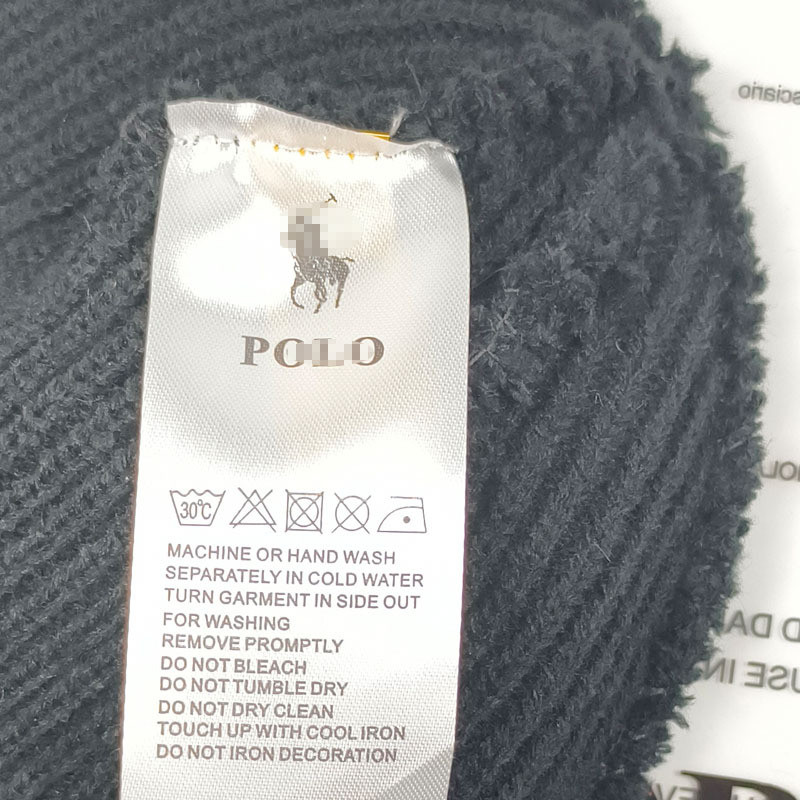 POLO
30℃
MACHINE OR HAND WASH
SEPARATELY IN COLD WATER
TURN GARMENT IN SIDE OUT
FOR WASHING
REMOVE PROMPTLY
DO NOT BLEACH
DO NOT TUMBLE DRY
DO NOT DRY CLEAN
TOUCH UP WITH COOL IRON
DO NOT IRON DECORATION